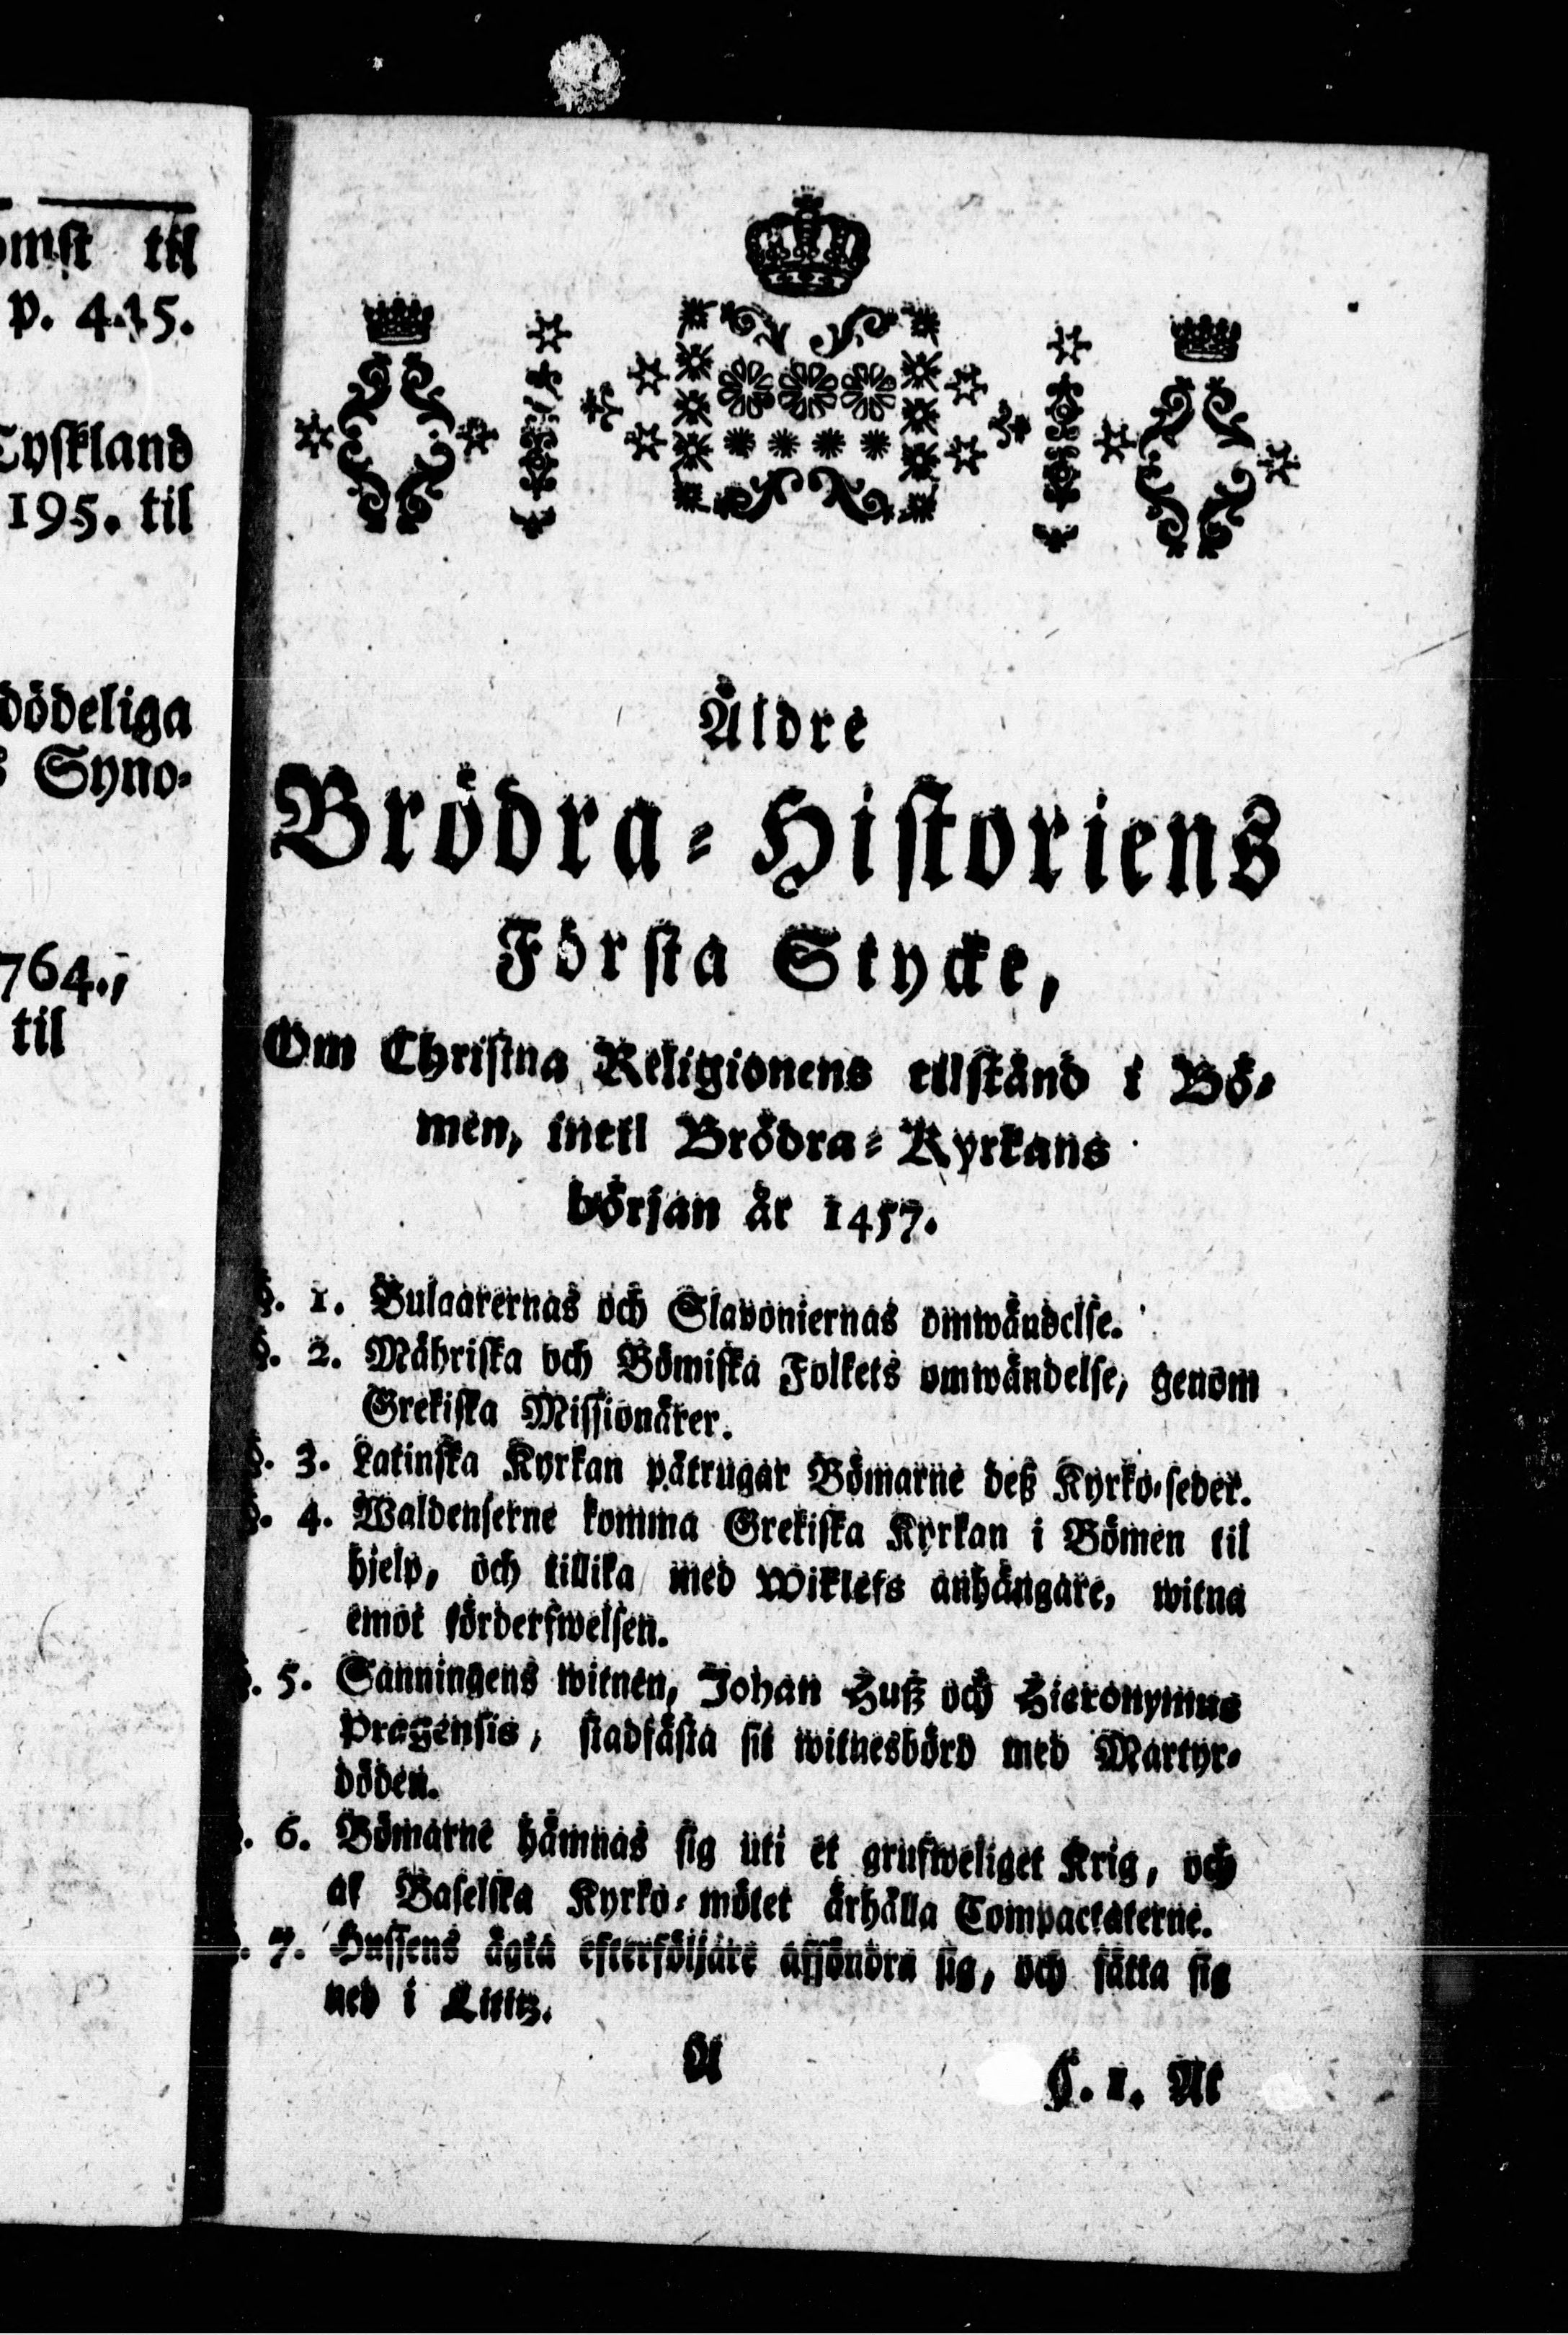 omst til
p. 415.
Tyskland
195. til
dödeliga
s Syno-
764.,
til
Äldre
Brödra-Historiens
Första Stycke,
Om Christna Religionens tillstånd i Bö-
men, intil Brödra-Kyrkans
början år 1457.
§. 1. Bulgarernas och Slavoniernas omwändelse.
§. 2. Mähriska och Bömiska Folkets omwändelse, genom
Grekiska Missionärer.
§. 3. Latinska Kyrkan påtrugar Bömarne deß Kyrko-seder.
§. 4. Waldenserne komma Grekiska Kyrkan i Bömen til
hjelp, och tillika med Wiklefs anhängare, witna
emot förderfwelsen.
§. 5. Sanningens witnen, Johan Huß och Hieronymus
Pragensis, stadfästa sit witnesbörd med Martyr-
döden.
§. 6. Bömarne hämnas sig uti et grufweliget Krig, och
af Baselska Kyrko-mötet århålla Compactaterne.
§. 7. Hussens ägta efterföljare afsöndra sig, och sätta sig
ned i Lititz.
A
§. 1. At